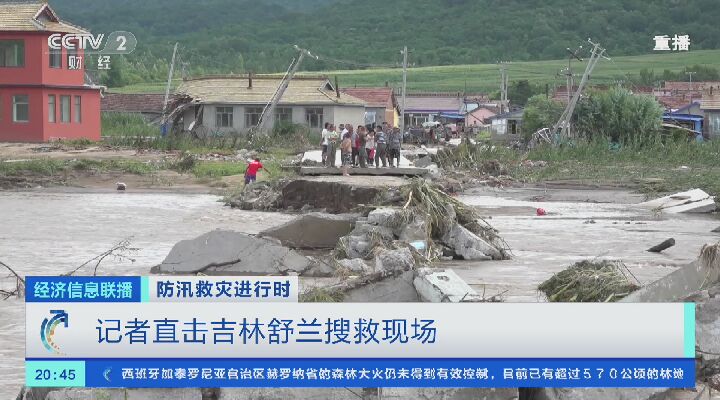 CCTV 2
财经
重播
经济信息联播 防汛救灾进行时
记者直击吉林舒兰搜救现场
20:45 西班牙加泰罗尼亚自治区赫罗纳省的森林大火仍未得到有效控制,目前已有超过570公顷的林地